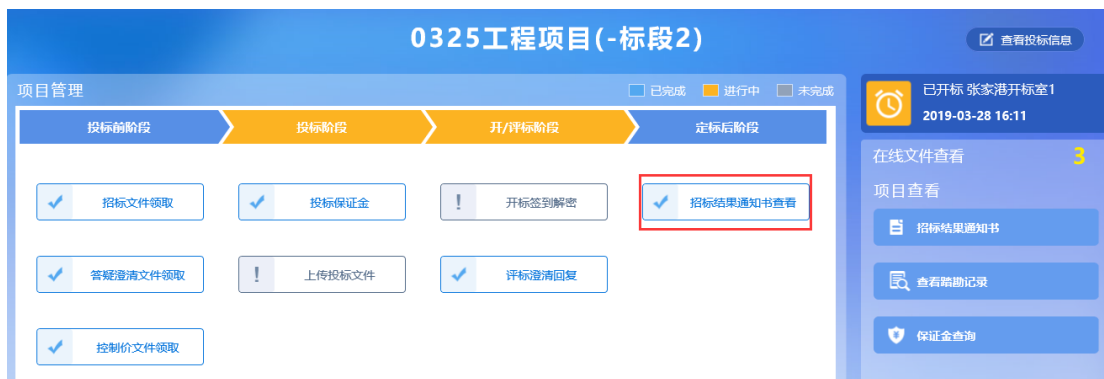 0325工程项目(-标段2)
查看投标信息
项目管理
已完成 进行中 未完成
投标前阶段 投标阶段 开/评标阶段 定标后阶段
招标文件领取 投标保证金 开标签到解密 招标结果通知书查看
答疑澄清文件领取 上传投标文件 评标澄清回复
控制价文件领取
已开标 张家港开标室1
2019-03-28 16:11
在线文件查看 3
项目查看
招标结果通知书
查看踏勘记录
保证金查询